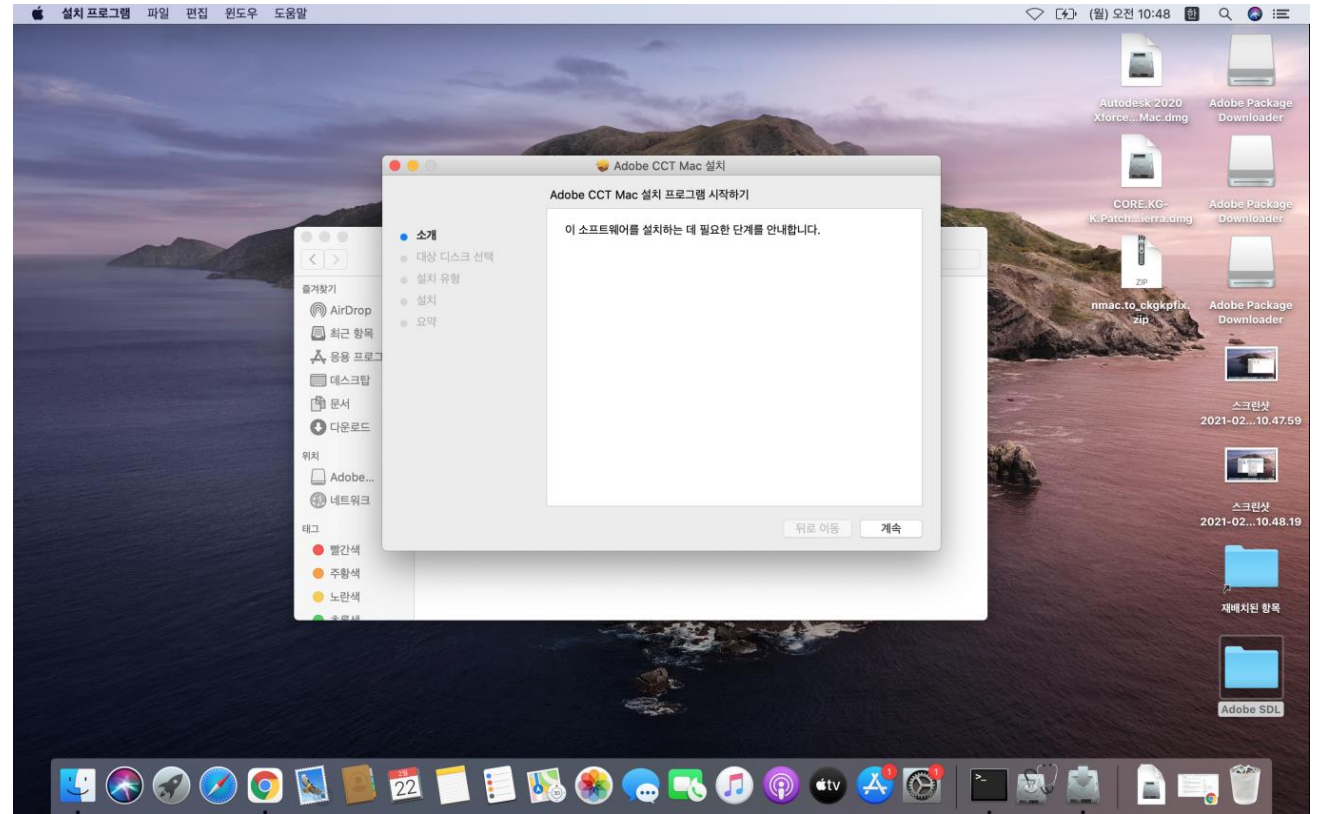 설치 프로그램 파일 편집 윈도우 도움말
(월) 오전 10:48 한
Autodesk 2020
Xforce...Mac.dmg
Adobe Package
Downloader
CORE.KG-
K.Patch...ierra.dmg
Adobe Package
Downloader
ZIP
nmac.to_ckgkpfix.
zip
Adobe Package
Downloader
스크린샷
2021-02...10.47.59
스크린샷
2021-02...10.48.19
재배치된 항목
Adobe SDL
Adobe CCT Mac 설치
Adobe CCT Mac 설치 프로그램 시작하기
소개
대상 디스크 선택
설치 유형
설치
요약
이 소프트웨어를 설치하는 데 필요한 단계를 안내합니다.
뒤로 이동
계속
즐겨찾기
AirDrop
최근 항목
응용 프로그
데스크탑
문서
다운로드
위치
Adobe...
네트워크
태그
빨간색
주황색
노란색
초록색
2월
22
tv
1
1